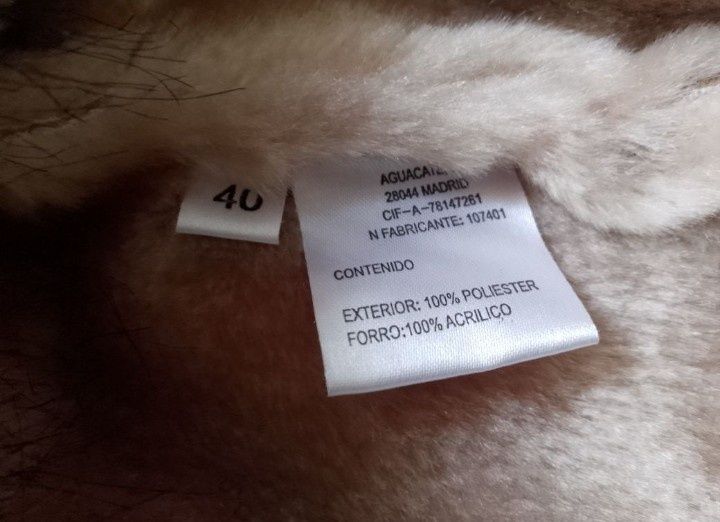 40
28044 MADRID
CIF-A-78147261
N FABRICANTE: 107401
CONTENIDO
EXTERIOR: 100% POLIESTER
FORRO:100% ACRILICO